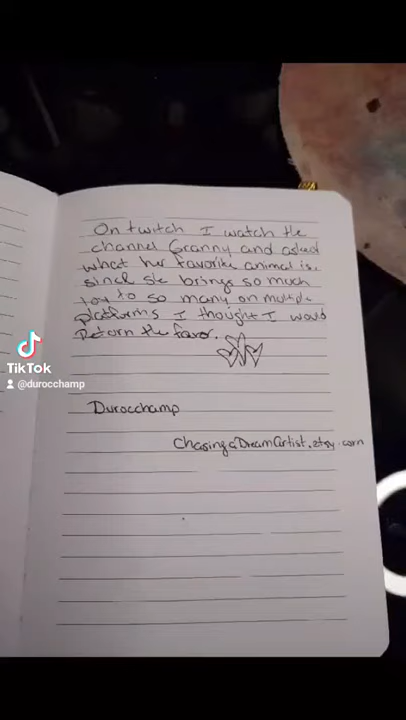 On twitch I watch the
channel Granny and asked
what her favorite animal is.
since she brings so much
joy to so many on multiple
platforms I thought I would
Return the favor.
TikTok
@durocchamp
Durocchamp
ChasingaDreamArtist.etsy.com